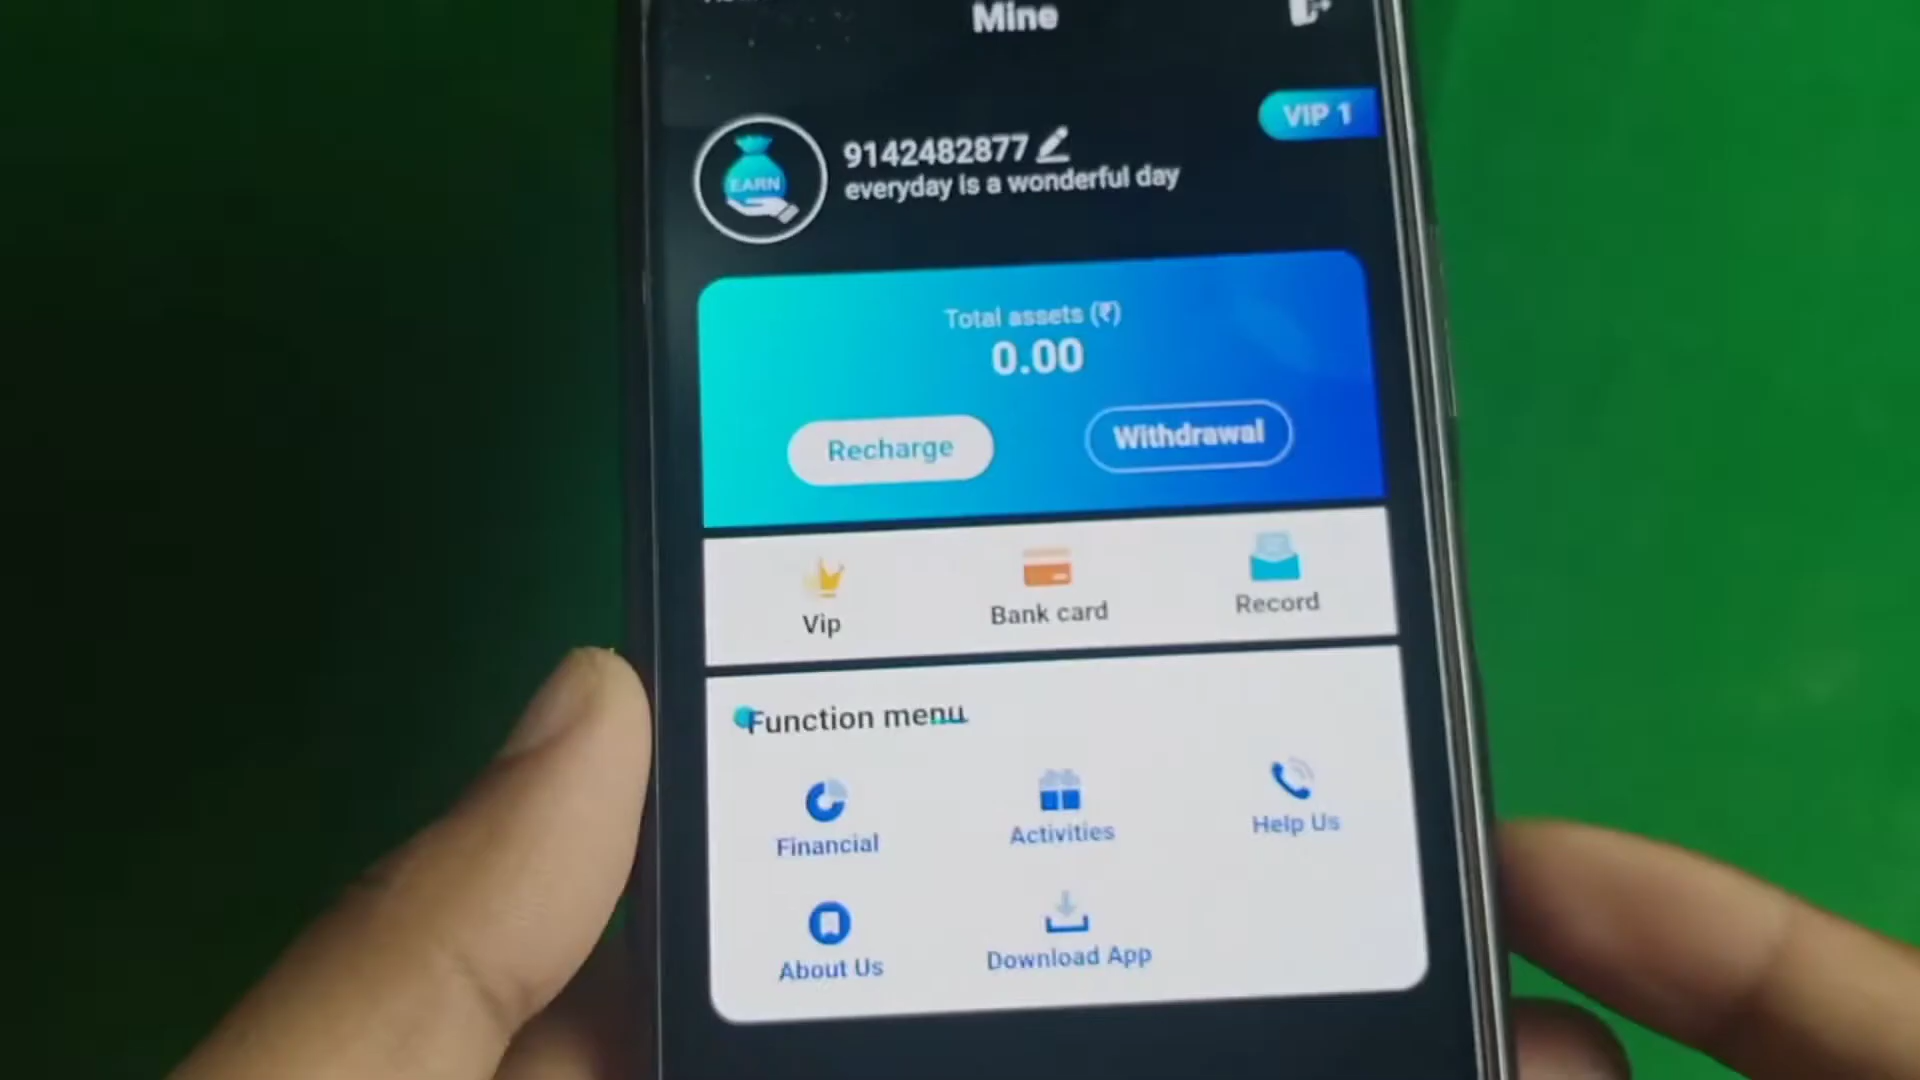 Mine
VIP 1
9142482877
everyday is a wonderful day
EARN
Total assets (₹)
0.00
Recharge
Withdrawal
Vip
Bank card
Record
Function menu
Financial
Activities
Help Us
About Us
Download App